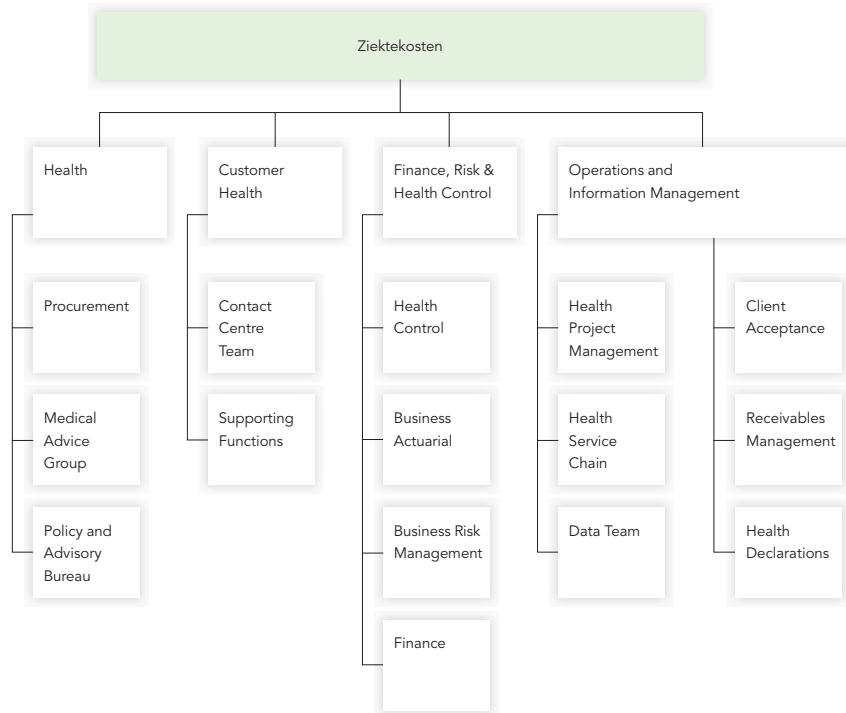 Ziektekosten
Health
Customer
Health
Finance, Risk &
Health Control
Operations and
Information Management
Procurement
Medical
Advice
Group
Policy and
Advisory
Bureau
Contact
Centre
Team
Supporting
Functions
Health
Control
Business
Actuarial
Business Risk
Management
Finance
Health
Project
Management
Health
Service
Chain
Data Team
Client
Acceptance
Receivables
Management
Health
Declarations